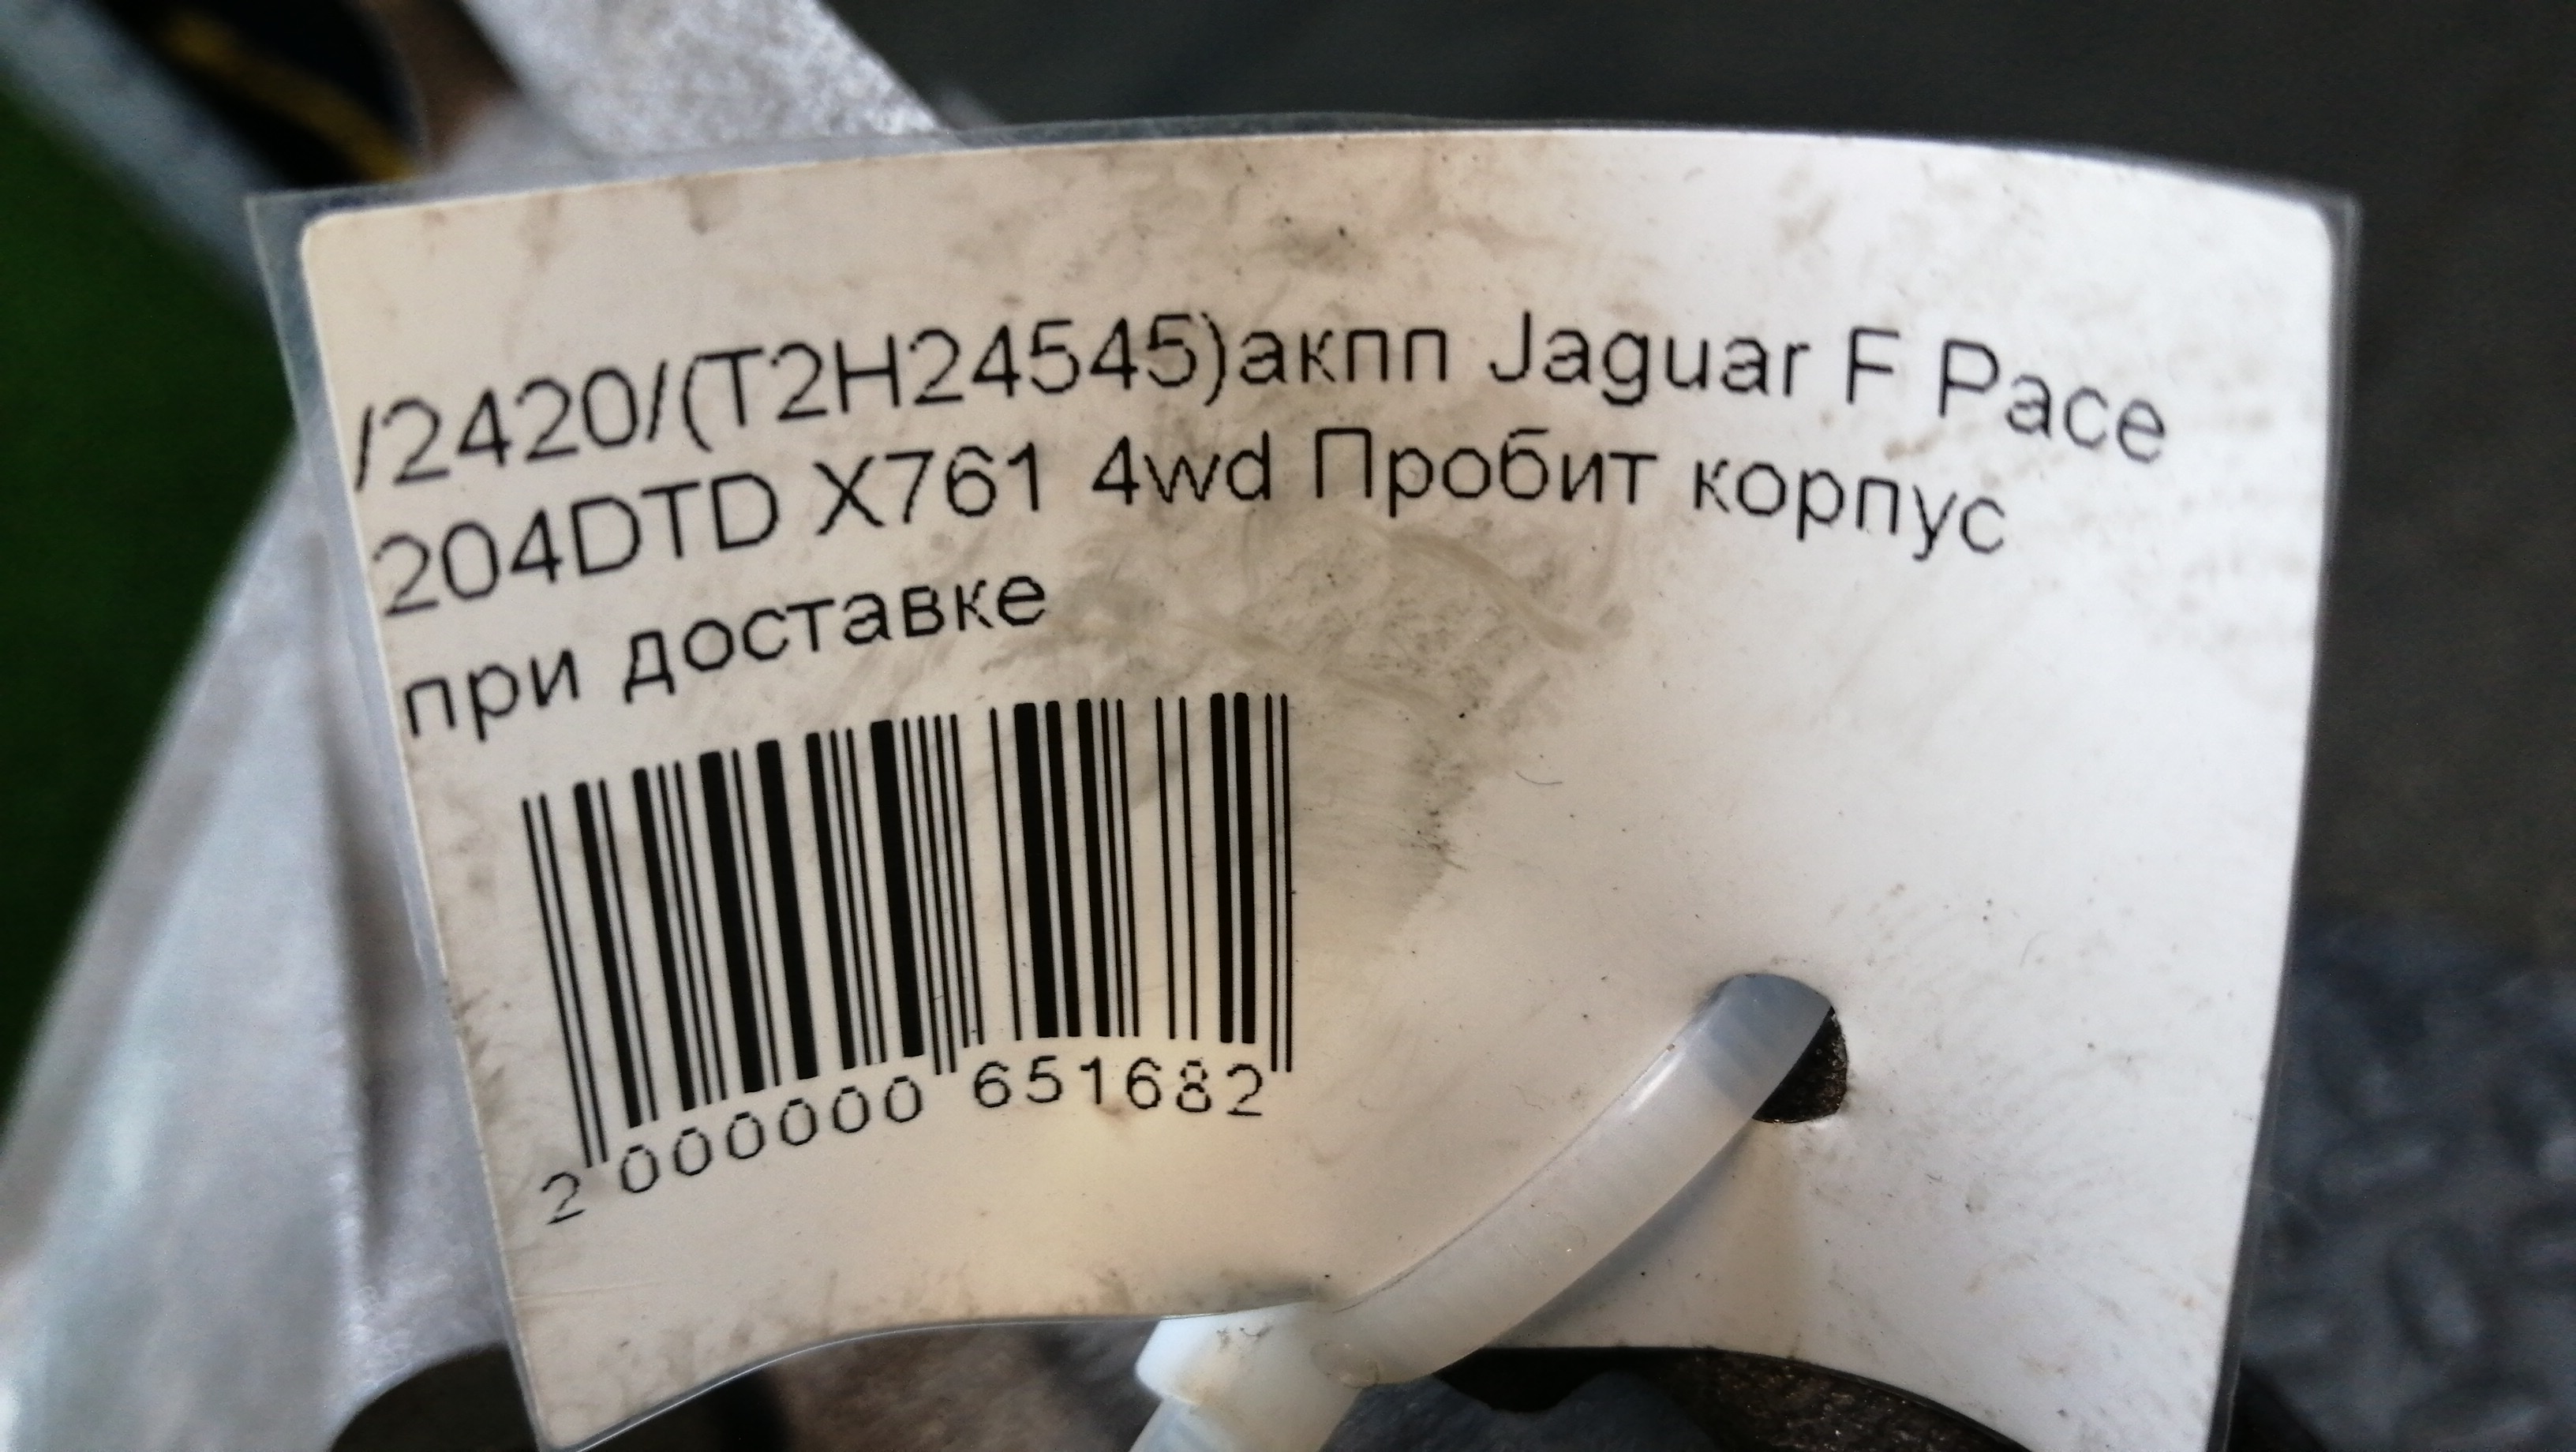 /2420/(T2H24545)акпп Jaguar F Pace
204DTD X761 4wd Пробит корпус
при доставке
2 000000 651682